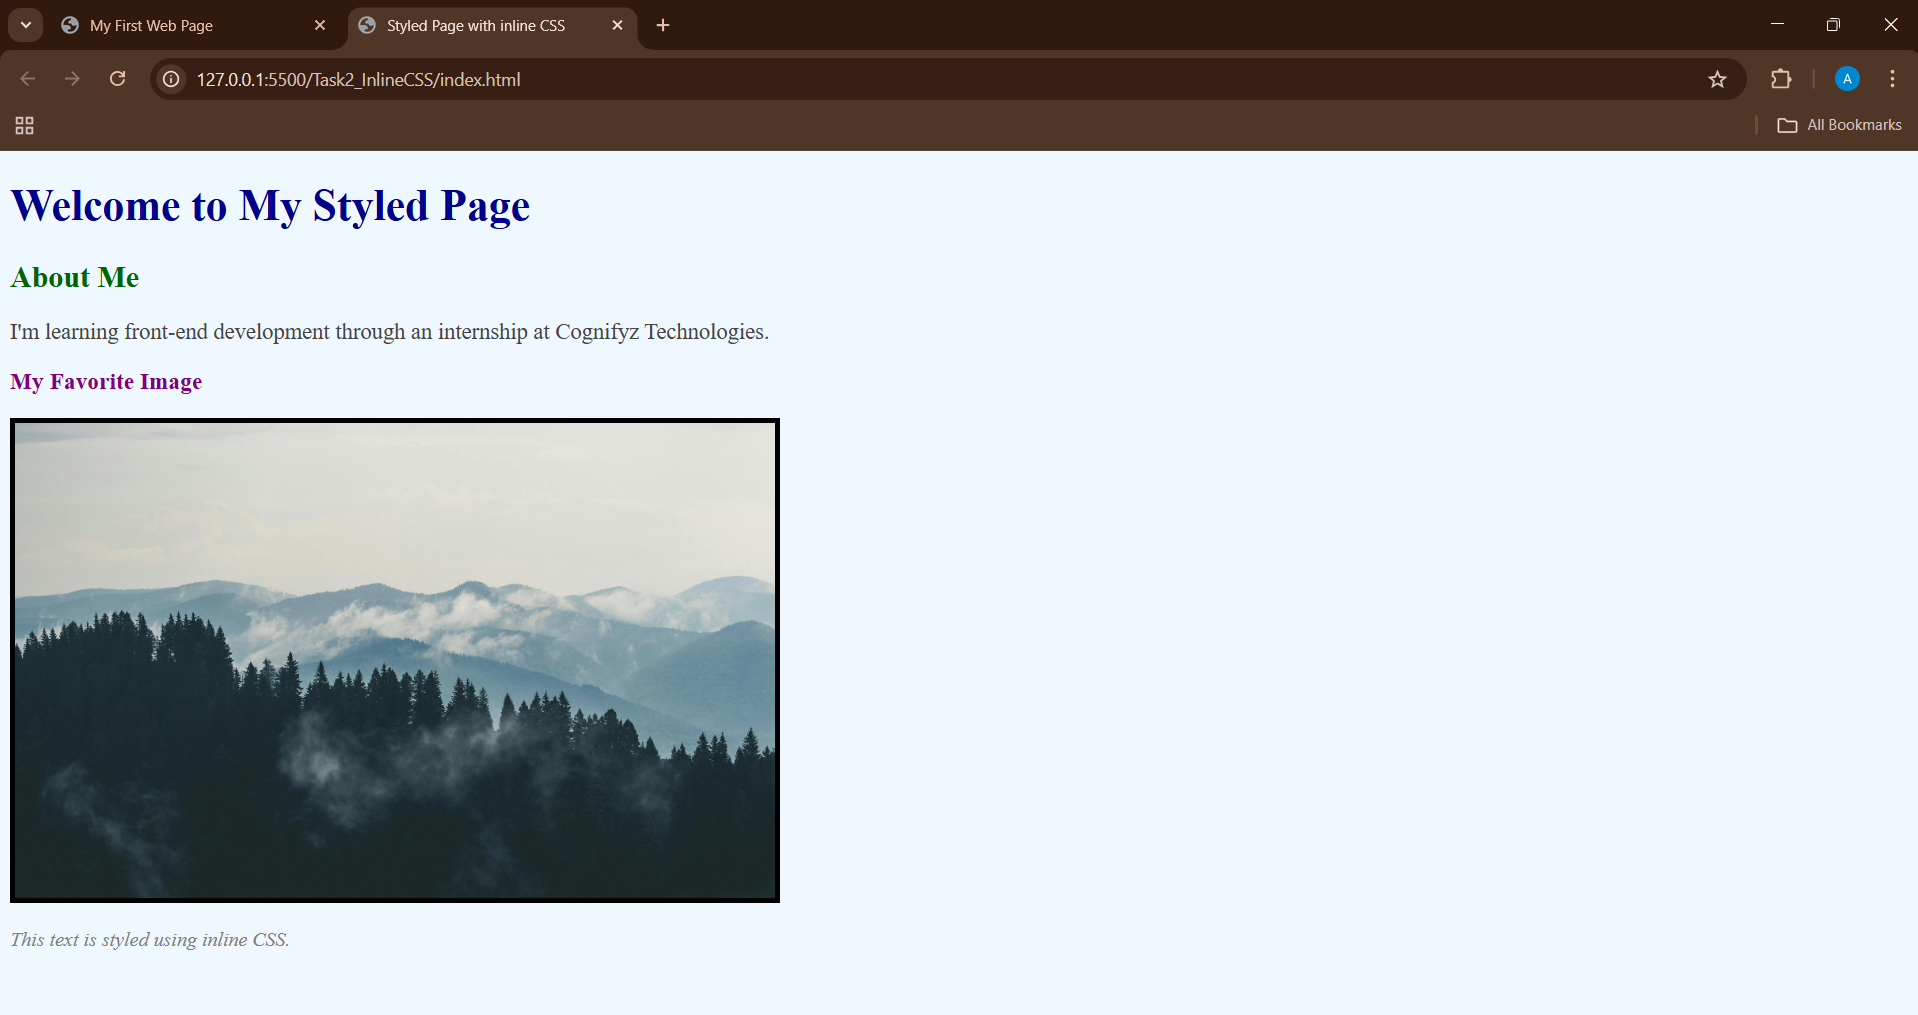 My First Web Page
Styled Page with inline CSS
127.0.0.1:5500/Task2_InlineCSS/index.html
A
All Bookmarks
Welcome to My Styled Page
About Me
I'm learning front-end development through an internship at Cognifyz Technologies.
My Favorite Image
This text is styled using inline CSS.